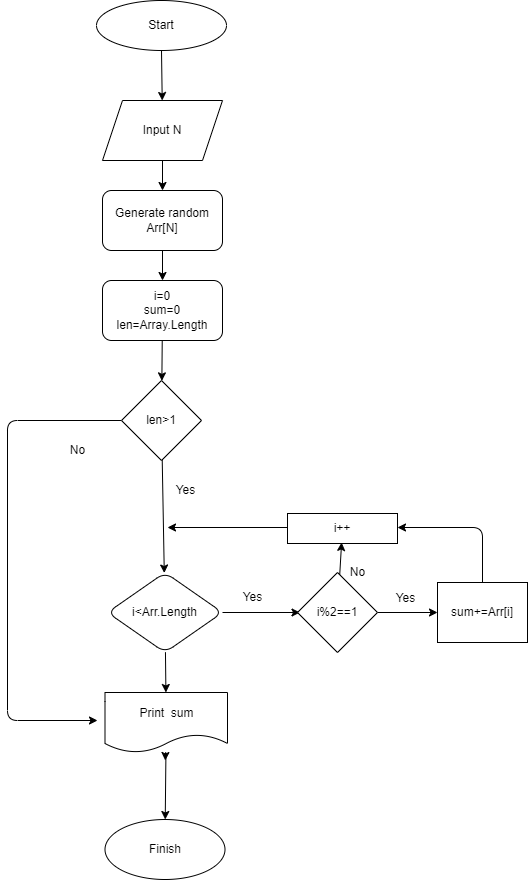 Start
Input N
Generate random
Arr[N]
i=0
sum=0
len=Array.Length
len>1
No
Yes
i++
i<Arr.Length
Yes
i%2==1
No
Yes
sum+=Arr[i]
Print sum
Finish